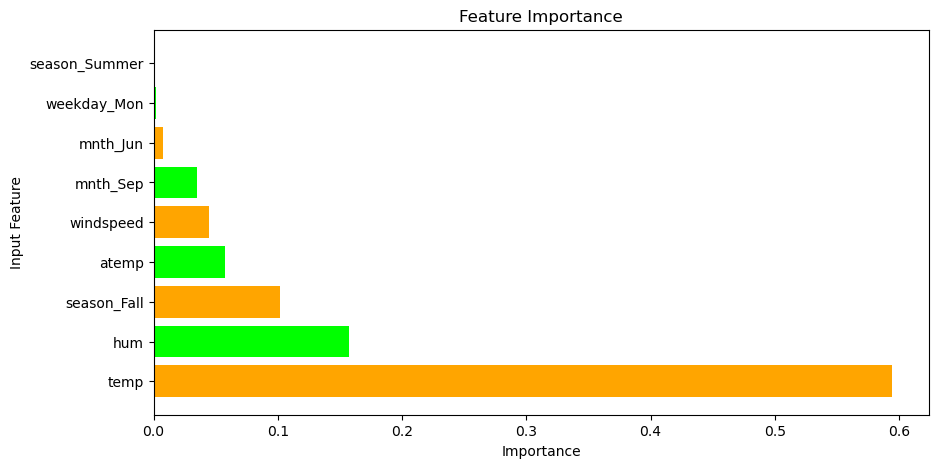 Feature Importance
season_Summer
weekday_Mon
mnth_Jun
mnth_Sep
windspeed
atemp
season_Fall
hum
temp
Input Feature
0.0 0.1 0.2 0.3 0.4 0.5 0.6
Importance